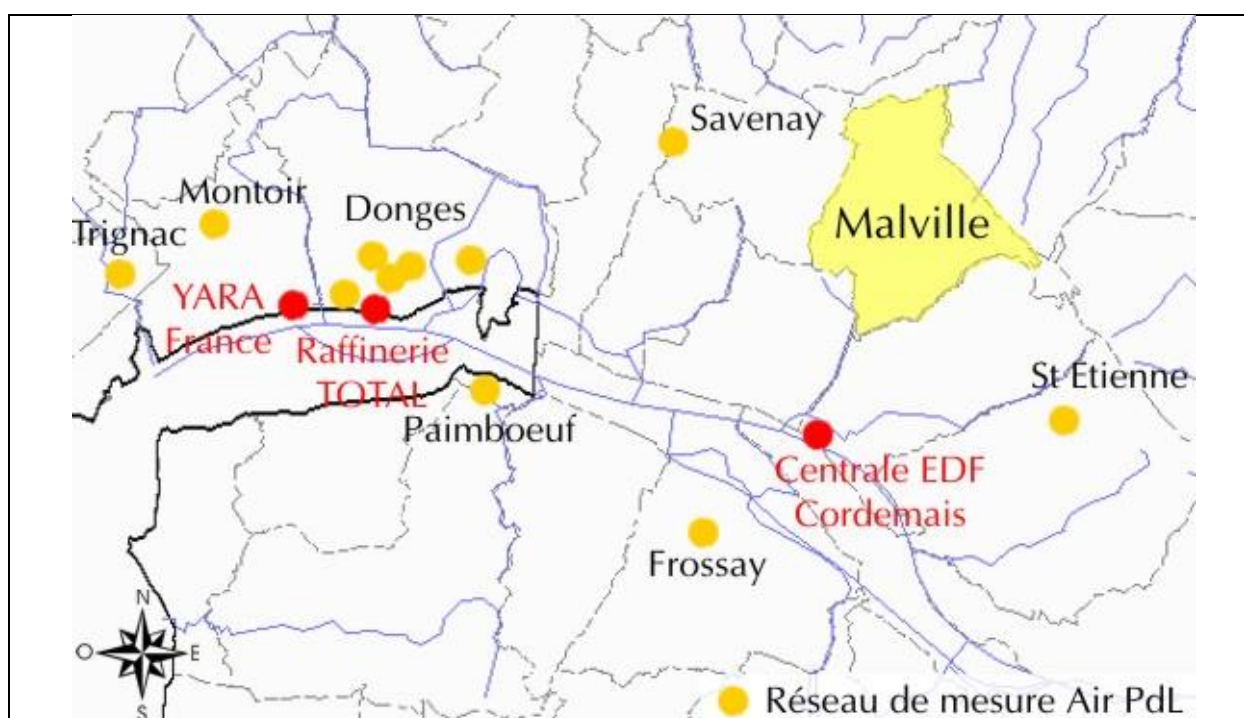 Savenay
Montoir
Donges
Malville
Trignac
YARA
France
Raffinerie
TOTAL
St Etienne
Paimboeuf
Centrale EDF
Cordemais
Frossay
N
O
E
S
Réseau de mesure Air PdL